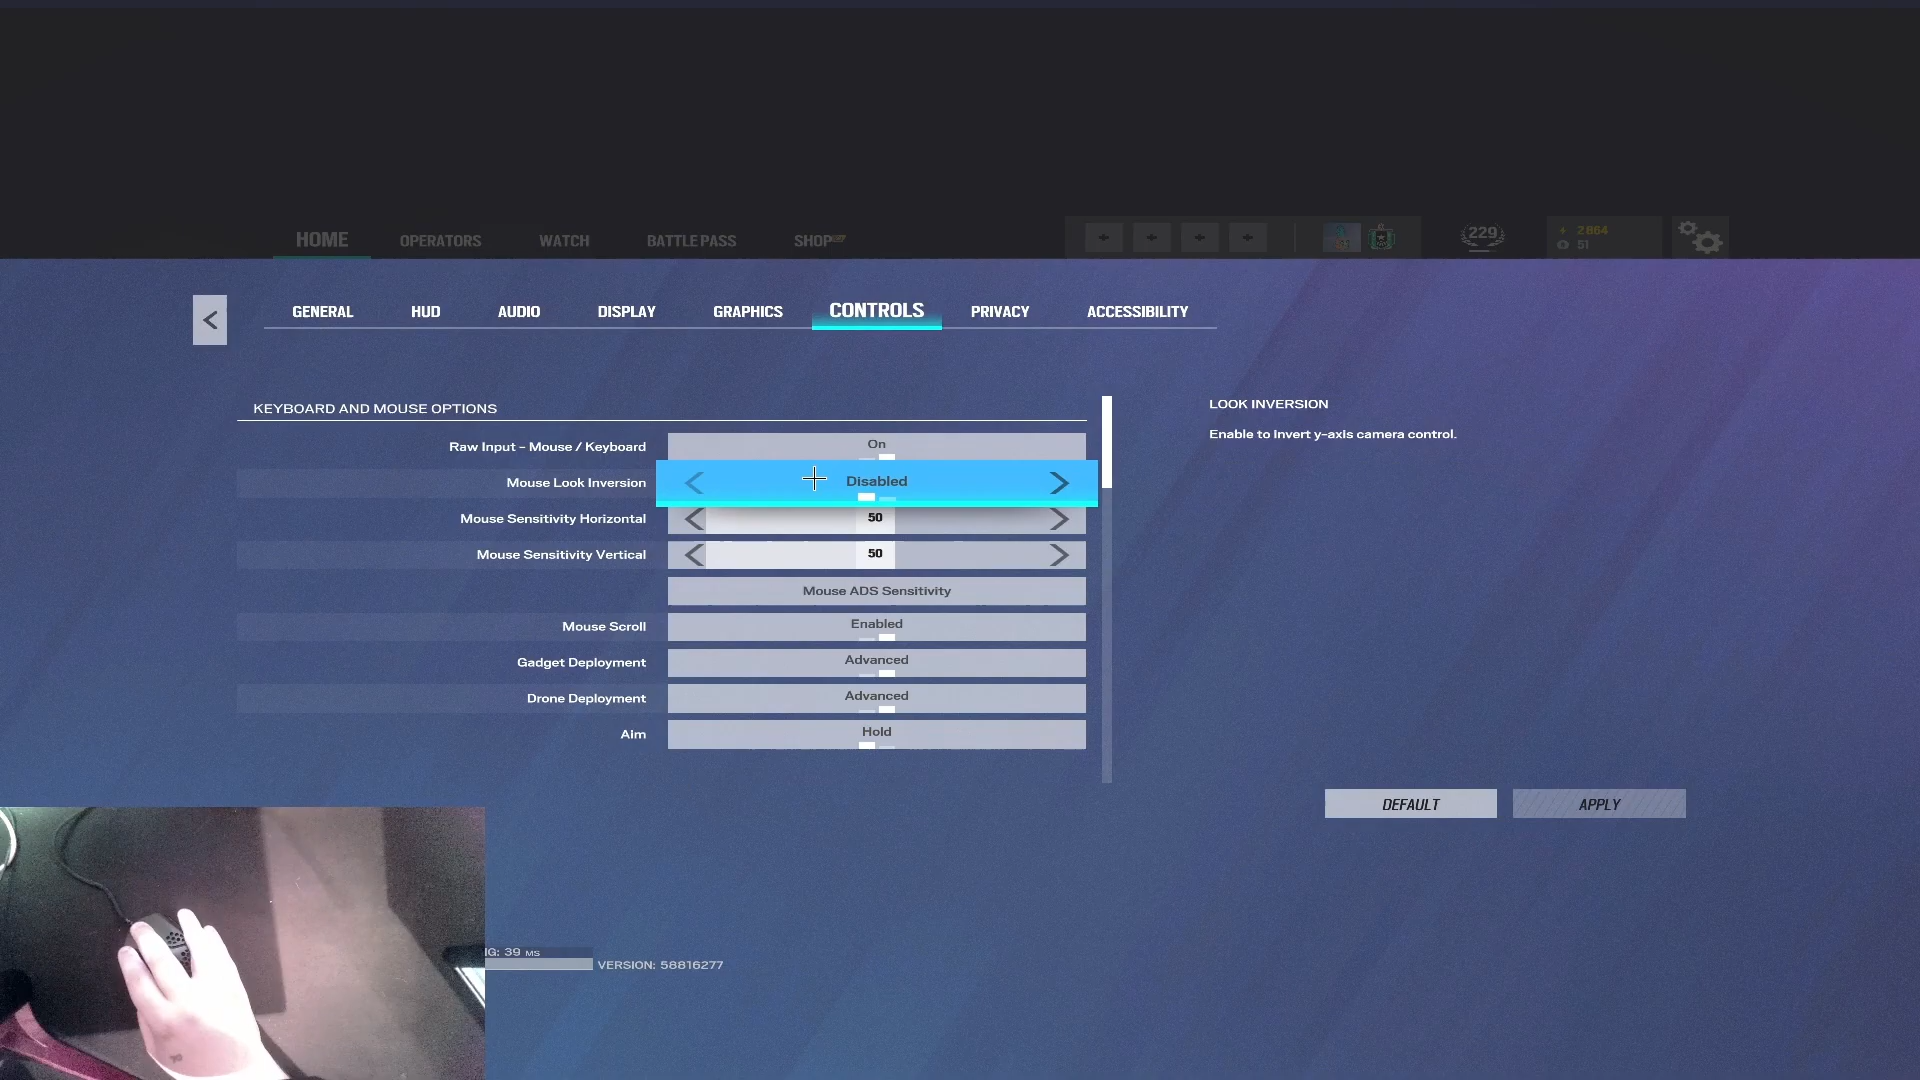 HOME OPERATORS WATCH BATTLE PASS SHOP 229 2 864
51
GENERAL HUD AUDIO DISPLAY GRAPHICS CONTROLS PRIVACY ACCESSIBILITY
KEYBOARD AND MOUSE OPTIONS
Raw Input – Mouse / Keyboard On
Mouse Look Inversion Disabled
Mouse Sensitivity Horizontal 50
Mouse Sensitivity Vertical 50
Mouse ADS Sensitivity
Mouse Scroll Enabled
Gadget Deployment Advanced
Drone Deployment Advanced
Aim Hold
LOOK INVERSION
Enable to Invert y-axis camera control.
DEFAULT APPLY
39 MS
VERSION: 58816277